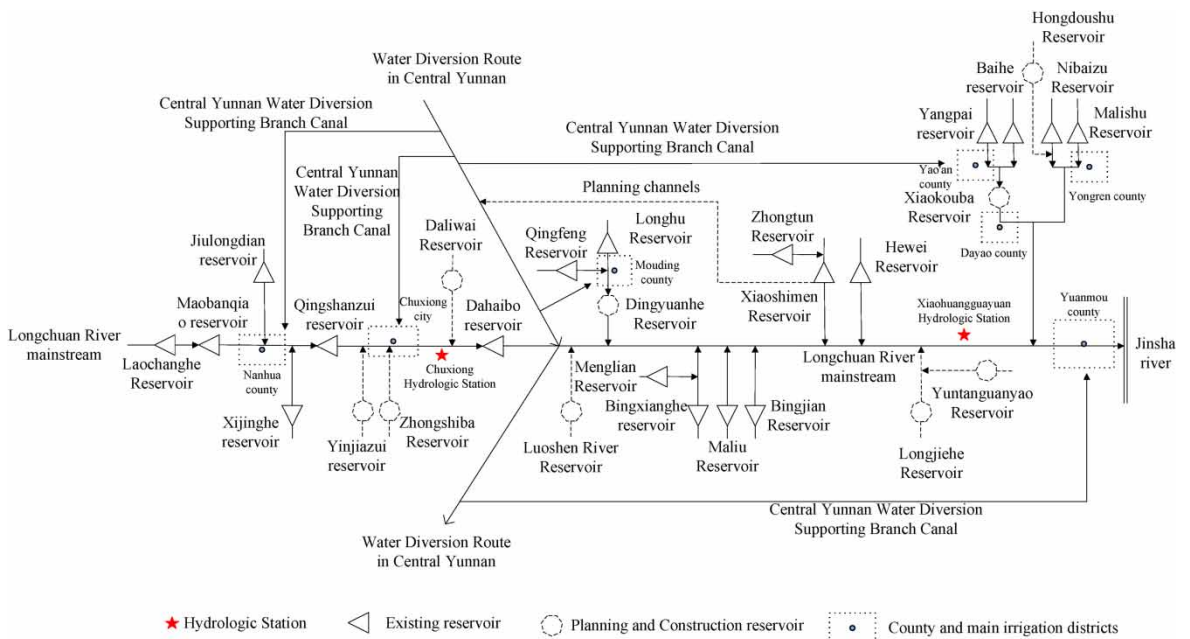 Hongdoushu
Reservoir
Water Diversion Route
in Central Yunnan
Baihe
reservoir
Nibaizu
Reservoir
Central Yunnan Water Diversion
Supporting Branch Canal
Central Yunnan Water Diversion
Supporting Branch Canal
Yangpai
reservoir
Malishu
Reservoir
Central Yunnan
Water Diversion
Supporting
Branch Canal
Planning channels
Yao'an
county
Yongren county
Xiaokouba
Reservoir
Dayao county
Daliwai
Reservoir
Qingfeng
Reservoir
Longhu
Reservoir
Zhongtun
Reservoir
Hewei
Reservoir
Jiulongdian
reservoir
Mouding
county
Maobanqia
o reservoir
Qingshanzui
reservoir
Chuxiong
city
Dahaibo
reservoir
Dingyuanhe
Reservoir
Xiaoshimen
Reservoir
Xiaohuangguayuan
Hydrologic Station
Yuanmou
county
Longchuan River
mainstream
Laochanghe
Reservoir
Nanhua
county
Chuxiong
Hydrologic Station
Menglian
Reservoir
Longchuan River
mainstream
Jinsha
river
Xijinghe
reservoir
Yinjiazui
reservoir
Zhongshiba
Reservoir
Luoshen River
Reservoir
Bingxianghe
reservoir
Maliu
Reservoir
Bingjian
Reservoir
Yuntanguanyao
Reservoir
Longjiehe
Reservoir
Central Yunnan Water Diversion
Supporting Branch Canal
Water Diversion Route
in Central Yunnan
Hydrologic Station
Existing reservoir
Planning and Construction reservoir
County and main irrigation districts